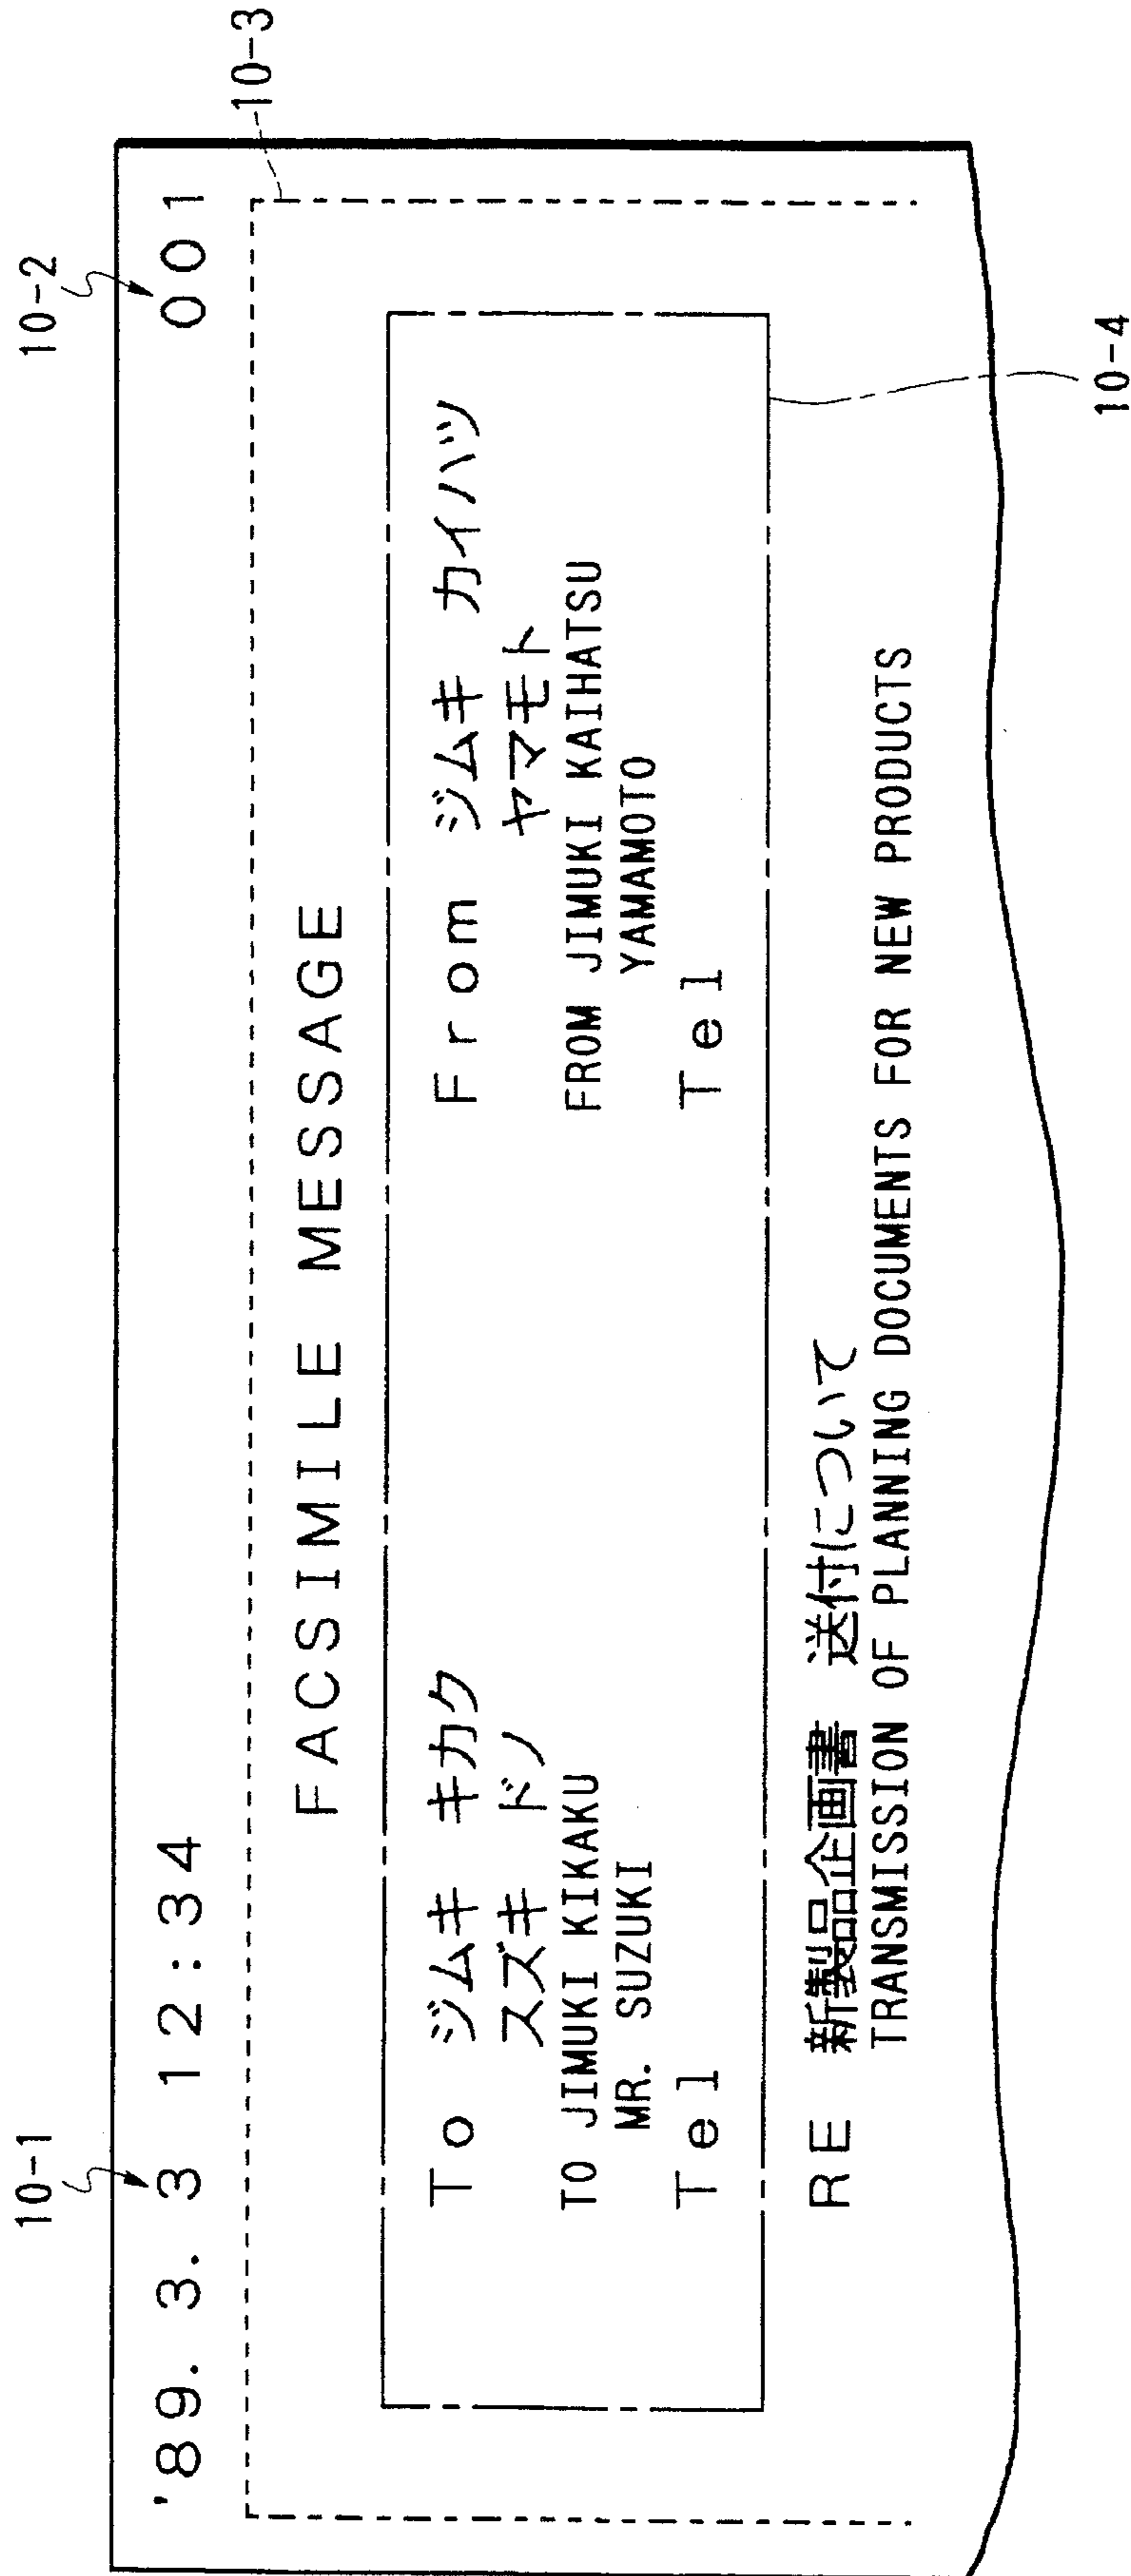 10-1
10-2
10-3
'89. 3. 3 12:34 001
FACSIMILE MESSAGE
To ジムキ キカク
スズキ ドノ
TO JIMUKI KIKAKU
MR. SUZUKI
Tel
From ジムキ カイハツ
ヤマモト
FROM JIMUKI KAIHATSU
YAMAMOTO
Tel
10-4
RE 新製品企画書 送付について
TRANSMISSION OF PLANNING DOCUMENTS FOR NEW PRODUCTS